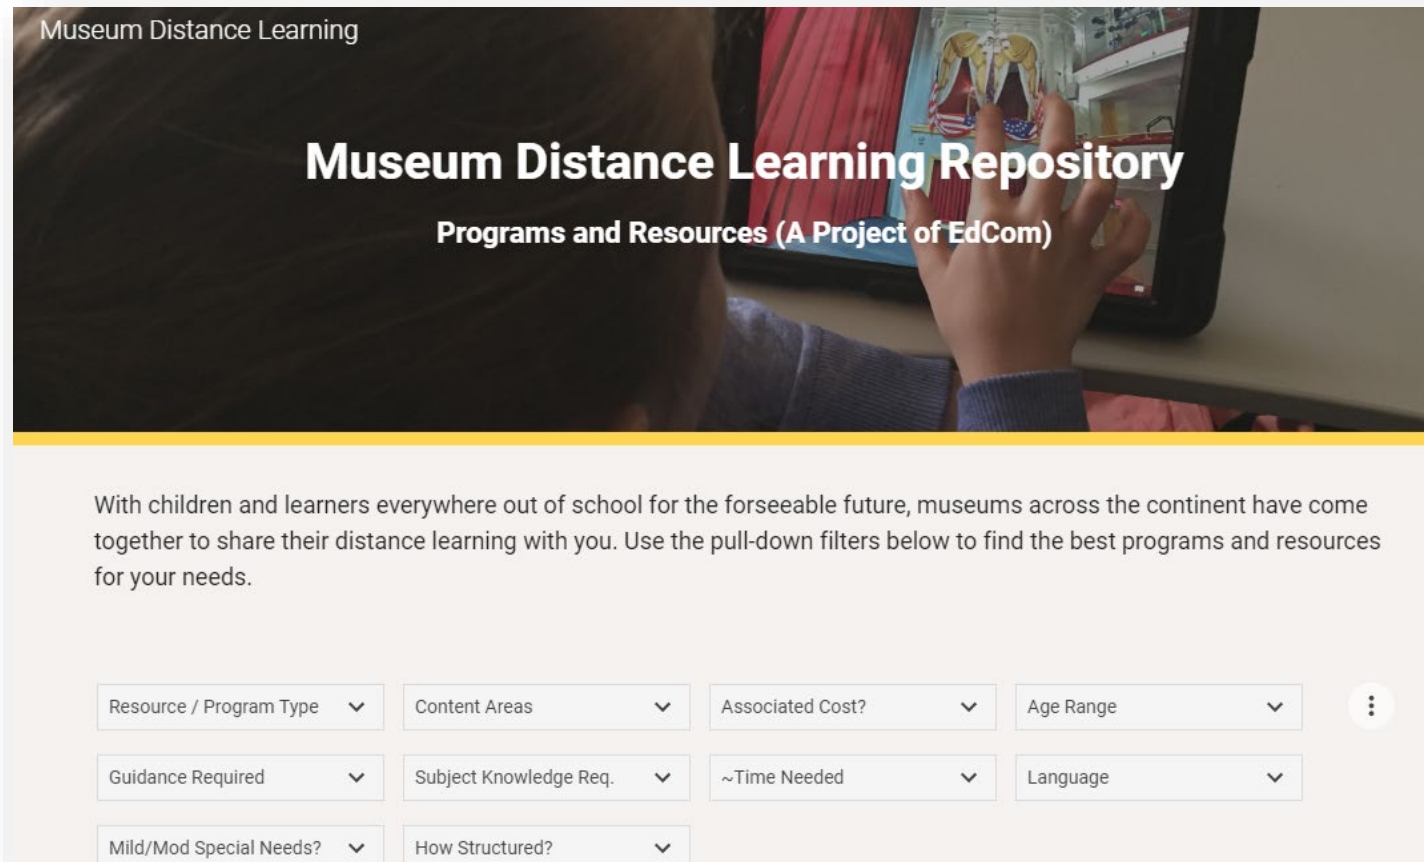 Museum Distance Learning
Museum Distance Learning Repository
Programs and Resources (A Project of EdCom)
With children and learners everywhere out of school for the forseeable future, museums across the continent have come
together to share their distance learning with you. Use the pull-down filters below to find the best programs and resources
for your needs.
Resource / Program Type Content Areas Associated Cost? Age Range
Guidance Required Subject Knowledge Req. ~Time Needed Language
Mild/Mod Special Needs? How Structured?